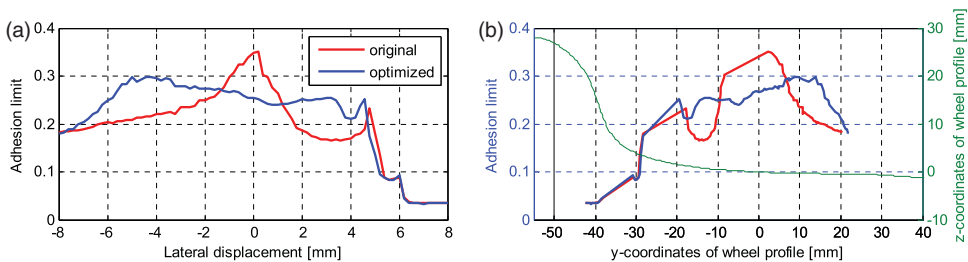 (a)
0.4
0.3
0.2
0.1
0
Adhesion limit
original
optimized
-8 -6 -4 -2 0 2 4 6 8
Lateral displacement [mm]
(b)
0.4
0.3
0.2
0.1
0
Adhesion limit
30
20
10
0
-10
z-coordinates of wheel profile [mm]
-50 -40 -30 -20 -10 0 10 20 30 40
y-coordinates of wheel profile [mm]